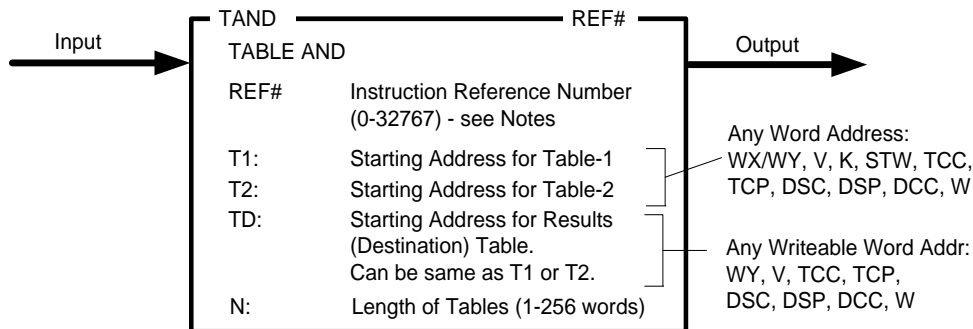 TAND REF#
Input
Output
TABLE AND
REF# Instruction Reference Number
(0-32767) - see Notes
T1: Starting Address for Table-1
T2: Starting Address for Table-2
TD: Starting Address for Results
(Destination) Table.
Can be same as T1 or T2.
N: Length of Tables (1-256 words)
Any Word Address:
WX/WY, V, K, STW, TCC,
TCP, DSC, DSP, DCC, W
Any Writeable Word Addr:
WY, V, TCC, TCP,
DSC, DSP, DCC, W